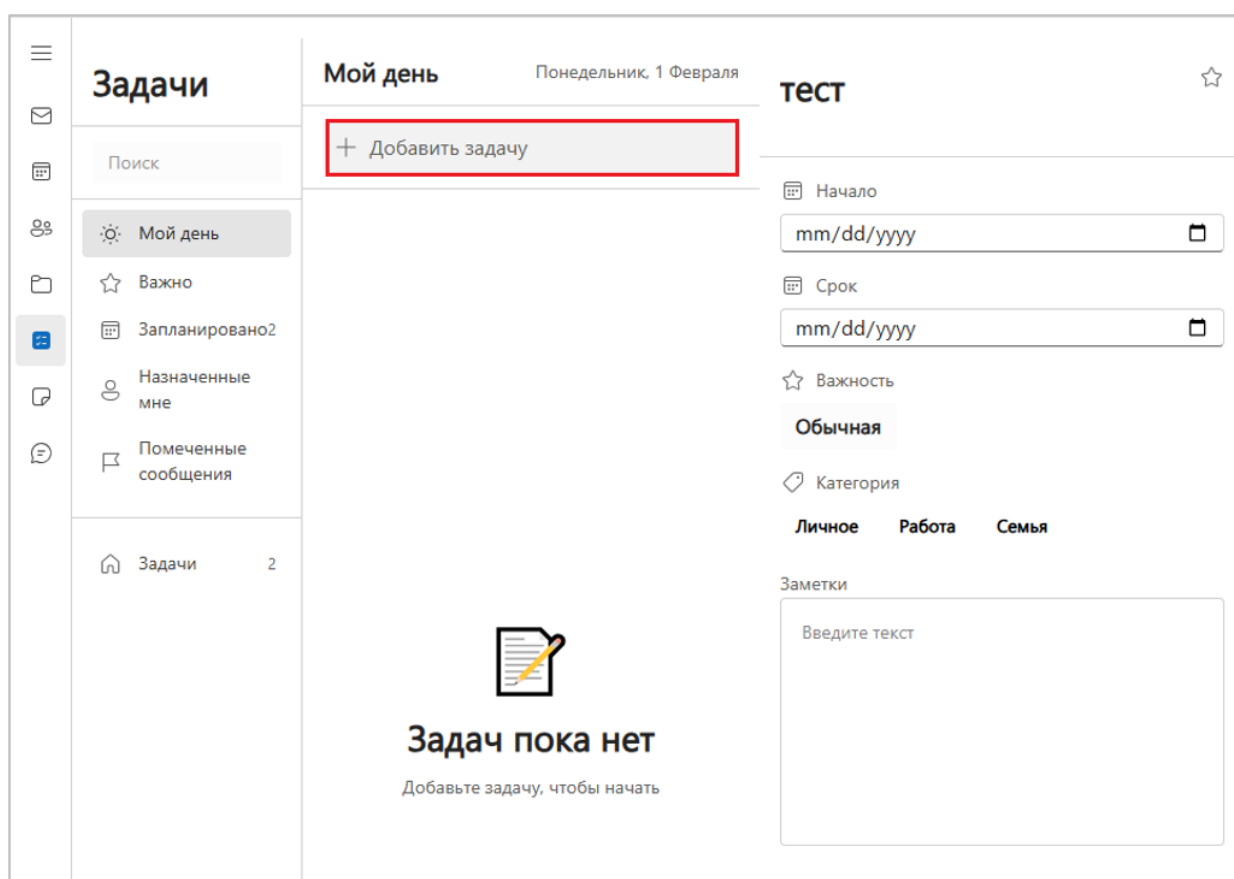 Задачи
Поиск
Мой день
Важно
Запланировано2
Назначенные
мне
Помеченные
сообщения
Задачи 2
Мой день Понедельник, 1 Февраля
+ Добавить задачу
Задач пока нет
Добавьте задачу, чтобы начать
тест
Начало
mm/dd/yyyy
Срок
mm/dd/yyyy
Важность
Обычная
Категория
Личное Работа Семья
Заметки
Введите текст